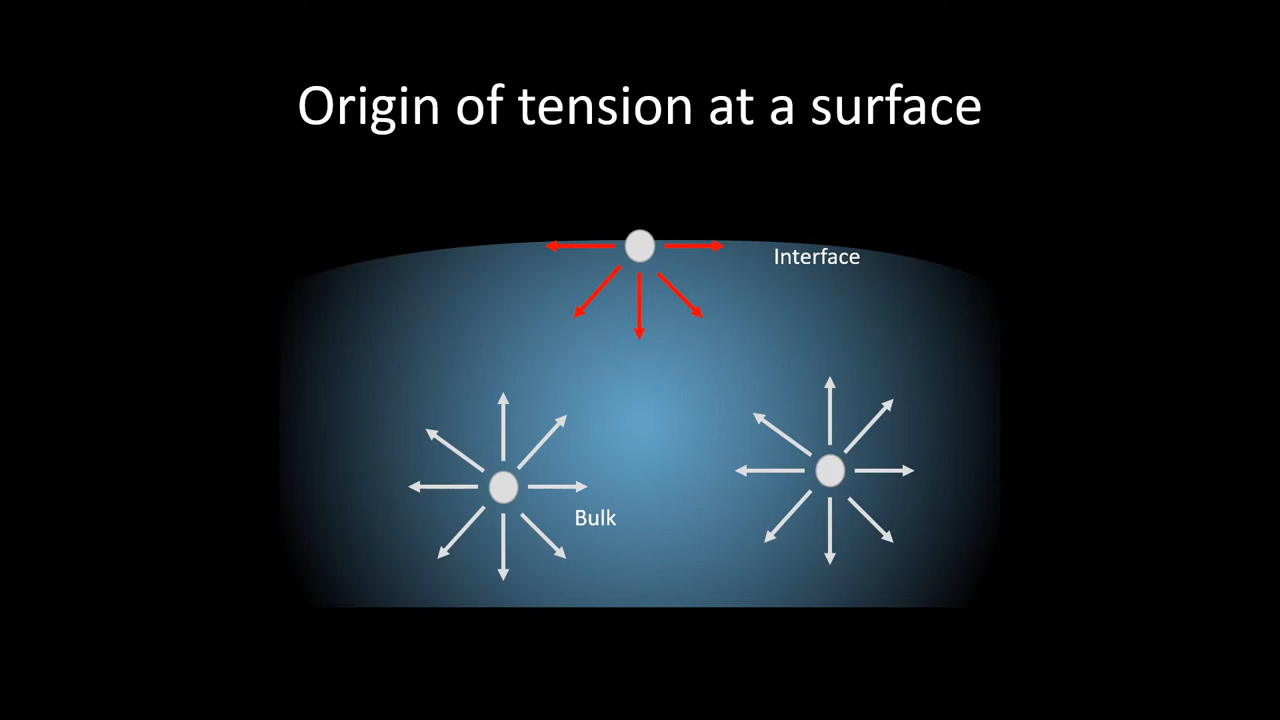 Origin of tension at a surface
Interface
Bulk